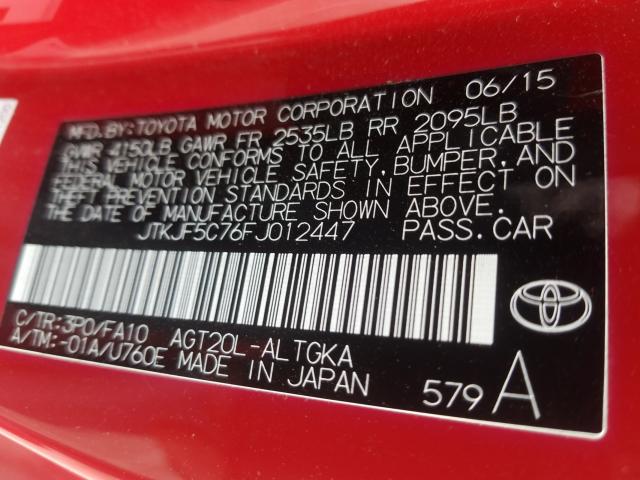 MFD. BY: TOYOTA MOTOR CORPORATION 06/15
GVWR 4150LB GAWR FR 2535LB RR 2095LB
THIS VEHICLE CONFORMS TO ALL APPLICABLE
FEDERAL MOTOR VEHICLE SAFETY, BUMPER, AND
THEFT PREVENTION STANDARDS IN EFFECT ON
THE DATE OF MANUFACTURE SHOWN ABOVE.
JTKJF5C76FJ012447 PASS. CAR
C/TR: 3P0/FA10 AGT20L-ALTGKA
A/TM: -01A/U760E MADE IN JAPAN
579 A